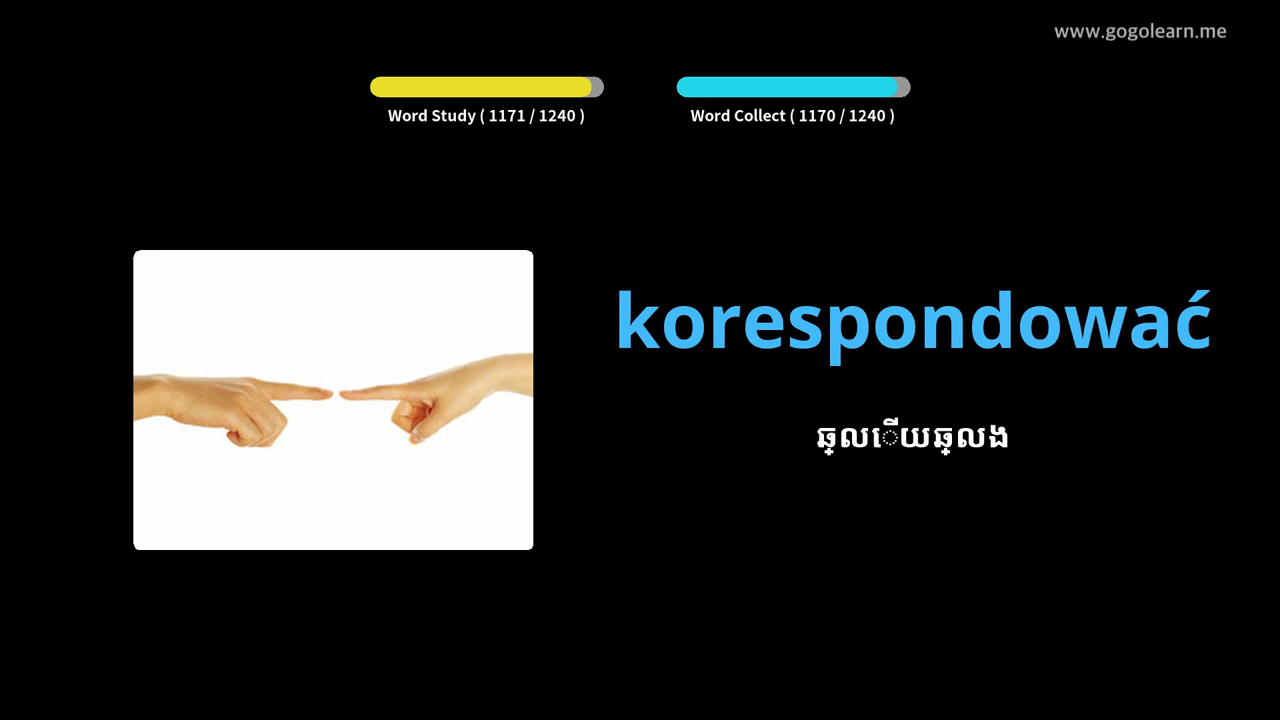 www.gogolearn.me
Word Study ( 1171 / 1240 )
Word Collect ( 1170 / 1240 )
korespondować
ឆ្លើយឆ្លង